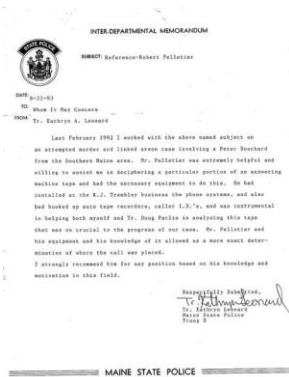 INTER-DEPARTMENTAL MEMORANDUM
STATE POLICE
SUBJECT: Reference-Robert Pelletier
DATE 8-22-93
TO: Whom It May Concern
FROM Tr. Kathryn A. Leonard
Last February 1992 I worked with the above named subject on
an attempted murder and linked arson case involving a Peter Bouchard
from the Southern Maine area. Mr. Pelletier was extremely helpful and
willing to assist me in deciphering a particular portion of an answering
machine tape and had the necessary equipment to do this. He had
installed at the K.J. Trembley business the phone systems, and also
had hooked up auto tape recorders, caller I.D.'s, and was instrumental
in helping both myself and Tr. Doug Parlin in analyzing this tape
that was so crucial to the progress of our case. Mr. Pelletier and
his equipment and his knowledge of it allowed us a more exact deter-
mination of where the call was placed.
I strongly recommend him for any position based on his knowledge and
motivation in this field.
Respectfully Submitted,
Tr. Kathryn Leonard
Tr. Kathryn Leonard
Maine State Police
Troop D
MAINE STATE POLICE